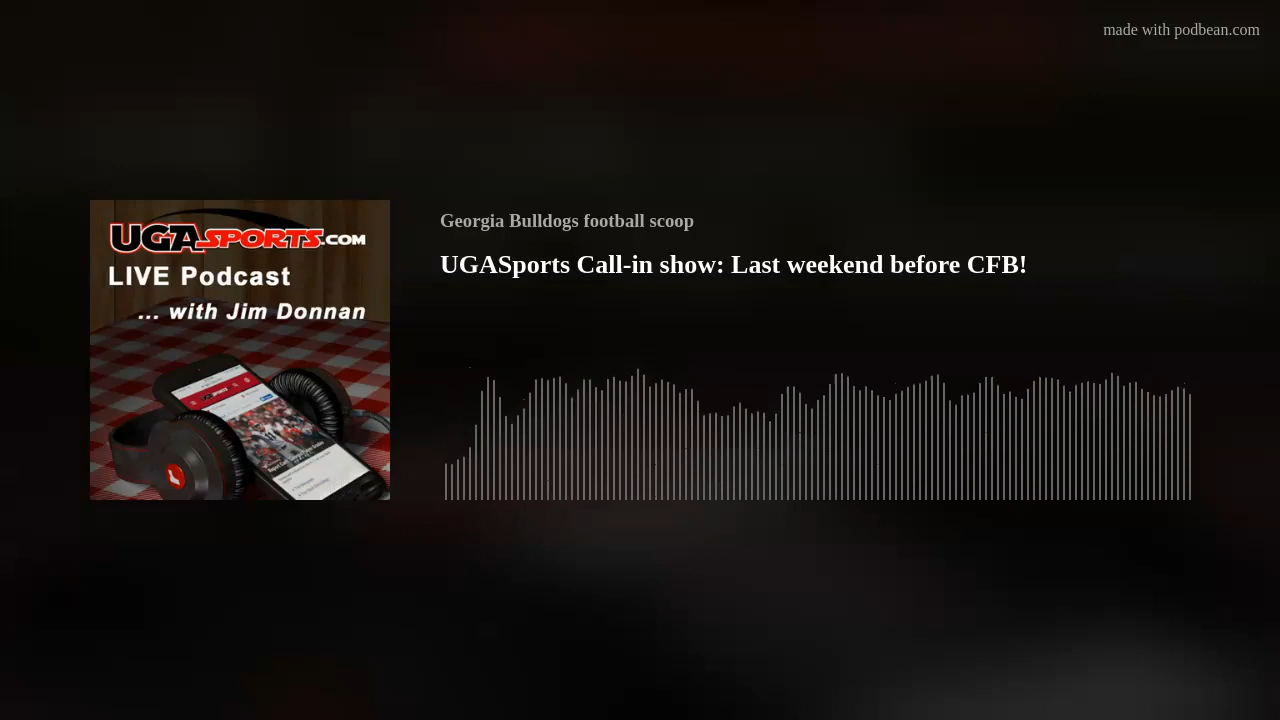 made with podbean.com
UGASPORTS.COM
LIVE Podcast
... with Jim Donnan
Georgia Bulldogs football scoop
UGASports Call-in show: Last weekend before CFB!